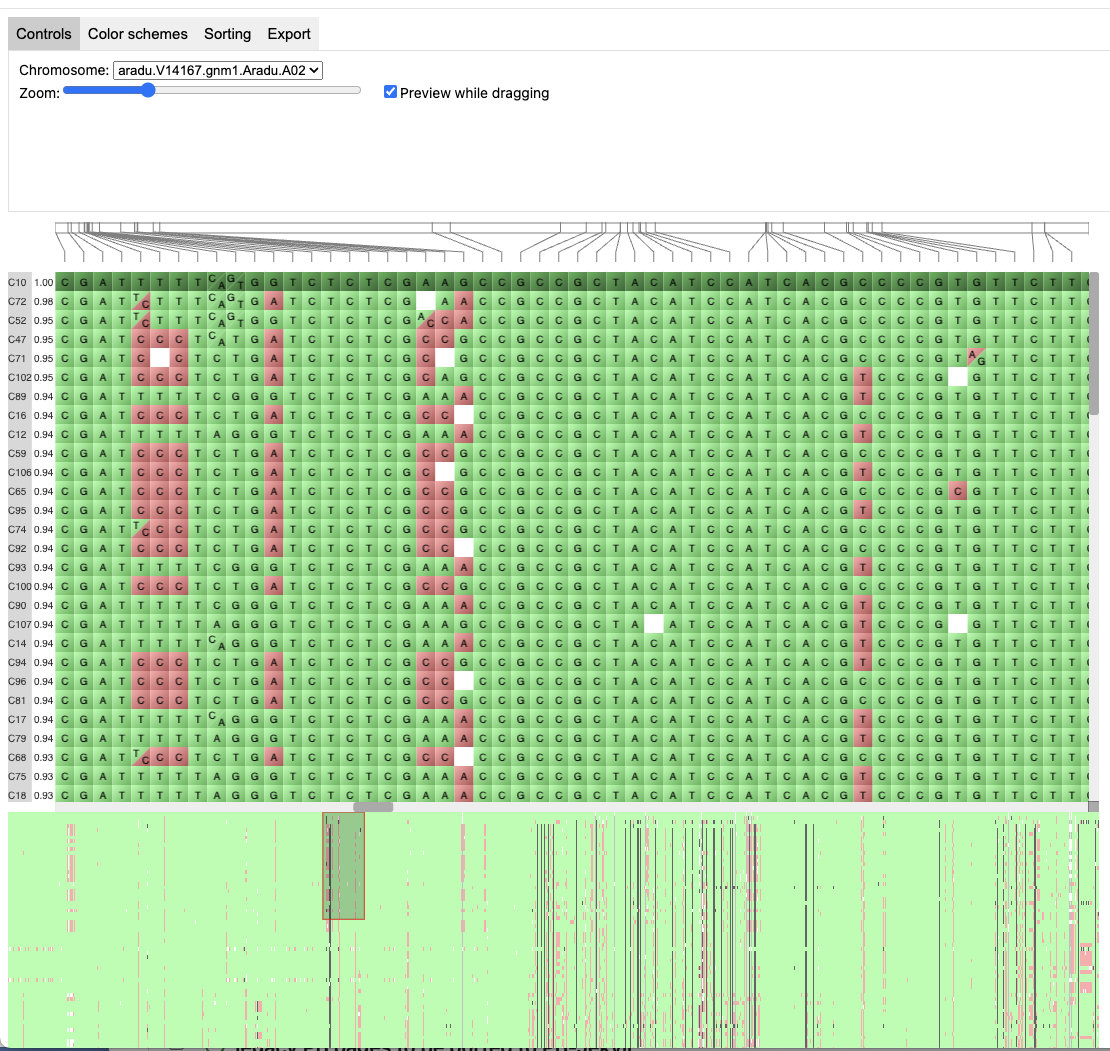 Controls Color schemes Sorting Export
Chromosome: aradu.V14167.gnm1.Aradu.A02
Zoom: Preview while dragging
C10 1.00 C G A T T T T T C A G T G G T C T C T C G A A G C C G C C G C T A C A T C C A T C A C G C C C C G T G T T C T T
C72 0.98 C G A T T C T T T C A G T G A T C T C T C G A A C C G C C G C T A C A T C C A T C A C G C C C C G T G T T C T T
C52 0.95 C G A T T C T T T C A G T G G T C T C T C G A C C A C C G C C G C T A C A T C C A T C A C G C C C C G T G T T C T T
C47 0.95 C G A T C C C T C A T G A T C T C T C G C C G C C G C C G C T A C A T C C A T C A C G C C C C G T G T T C T T
C71 0.95 C G A T C C T C T G A T C T C T C G C G C C G C C G C T A C A T C C A T C A C G C C C C G T A G T T C T T
C102 0.95 C G A T C C C T C T G A T C T C T C G C A G C C G C C G C T A C A T C C A T C A C G T C C C G G T T C T T
C89 0.94 C G A T T T T T C G G G T C T C T C G A A A C C G C C G C T A C A T C C A T C A C G T C C C G T G T T C T T
C16 0.94 C G A T C C C T C T G A T C T C T C G C C C C G C C G C T A C A T C C A T C A C G C C C C G T G T T C T T
C12 0.94 C G A T T T T T A G G G T C T C T C G A A A C C G C C G C T A C A T C C A T C A C G T C C C G T G T T C T T
C59 0.94 C G A T C C C T C T G A T C T C T C G C C G C C G C C G C T A C A T C C A T C A C G C C C C G T G T T C T T
C106 0.94 C G A T C C C T C T G A T C T C T C G C G C C G C C G C T A C A T C C A T C A C G T C C C G T G T T C T T
C65 0.94 C G A T C C C T C T G A T C T C T C G C C G C C G C C G C T A C A T C C A T C A C G C C C C G C G T T C T T
C95 0.94 C G A T C C C T C T G A T C T C T C G C C G C C G C C G C T A C A T C C A T C A C G T C C C G T G T T C T T
C74 0.94 C G A T T C C C T C T G A T C T C T C G C C G C C G C C G C T A C A T C C A T C A C G C C C C G T G T T C T T
C92 0.94 C G A T C C C T C T G A T C T C T C G C C C C G C C G C T A C A T C C A T C A C G C C C C G T G T T C T T
C93 0.94 C G A T T T T T C G G G T C T C T C G A A A C C G C C G C T A C A T C C A T C A C G T C C C G T G T T C T T
C100 0.94 C G A T C C C T C T G A T C T C T C G C C G C C G C C G C T A C A T C C A T C A C G C C C C G T G T T C T T
C90 0.94 C G A T T T T T C G G G T C T C T C G A A A C C G C C G C T A C A T C C A T C A C G T C C C G T G T T C T T
C107 0.94 C G A T T T T T A G G G T C T C T C G A A G C C G C C G C T A A T C C A T C A C G T C C C G G T T C T T
C14 0.94 C G A T T T T T C A G G G T C T C T C G A A A C C G C C G C T A C A T C C A T C A C G T C C C G T G T T C T T
C94 0.94 C G A T C C C T C T G A T C T C T C G C C G C C G C C G C T A C A T C C A T C A C G T C C C G T G T T C T T
C96 0.94 C G A T C C C T C T G A T C T C T C G C C C C G C C G C T A C A T C C A T C A C G C C C C G T G T T C T T
C81 0.94 C G A T C C C T C T G A T C T C T C G C C G C C G C C G C T A C A T C C A T C A C G C C C C G T G T T C T T
C17 0.94 C G A T T T T T C A G G G T C T C T C G A A A C C G C C G C T A C A T C C A T C A C G T C C C G T G T T C T T
C79 0.94 C G A T T T T T A G G G T C T C T C G A A A C C G C C G C T A C A T C C A T C A C G T C C C G T G T T C T T
C68 0.93 C G A T T C C C T C T G A T C T C T C G C C C C G C C G C T A C A T C C A T C A C G C C C C G T G T T C T T
C75 0.93 C G A T T T T T A G G G T C T C T C G A A A C C G C C G C T A C A T C C A T C A C G T C C C G T G T T C T T
C18 0.93 C G A T T T T T A G G G T C T C T C G A A A C C G C C G C T A C A T C C A T C A C G T C C C G T G T T C T T